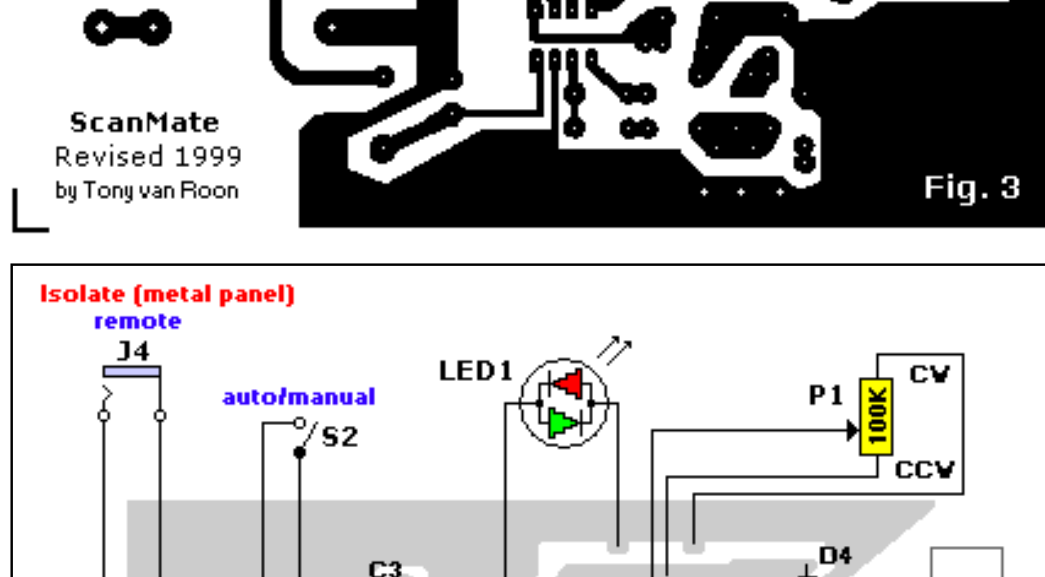 ScanMate
Revised 1999
by Tony van Roon
Fig. 3
Isolate (metal panel)
remote
J4
auto/manual
S2
LED1
P1
100K
CW
CCW
C3
D4